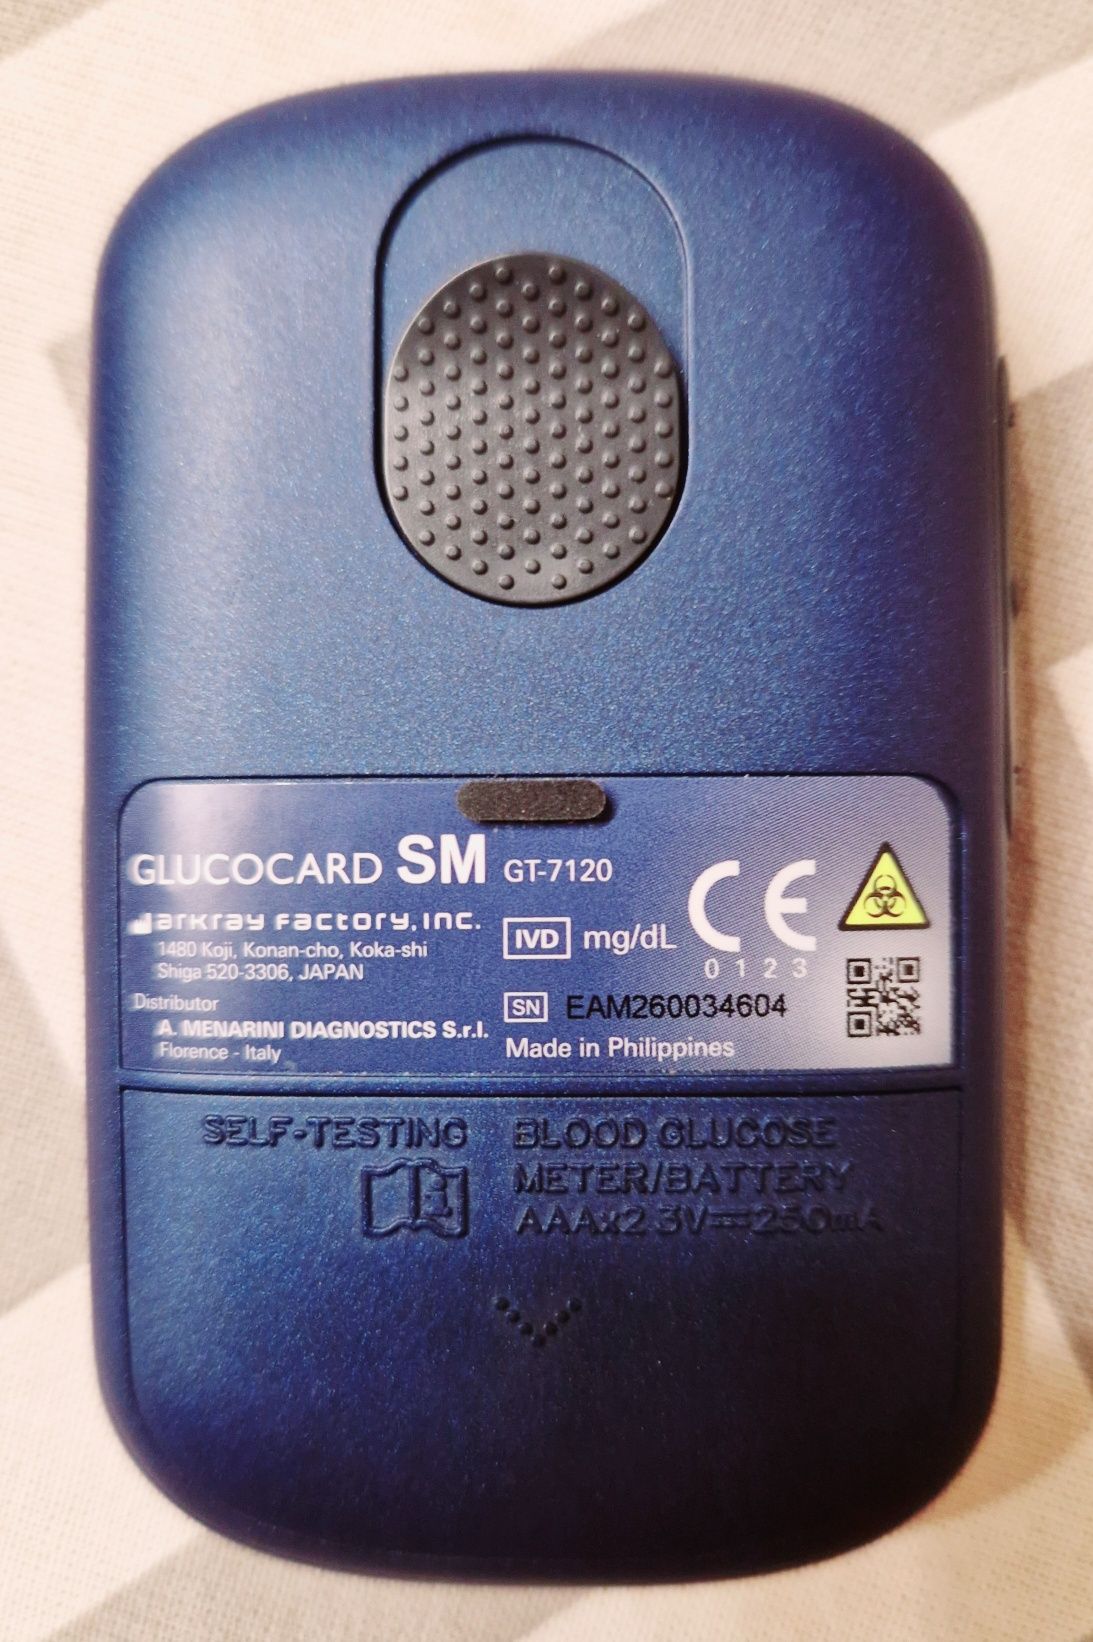 GLUCOCARD SM GT-7120
arkray factory, inc.
1480 Koji, Konan-cho, Koka-shi
Shiga 520-3306, JAPAN
Distributor
A. MENARINI DIAGNOSTICS S.r.l.
Florence - Italy
IVD mg/dL
CE
0123
SN EAM260034604
Made in Philippines
SELF-TESTING
BLOOD GLUCOSE
METER/BATTERY
AAAx2 3V⎓250mA